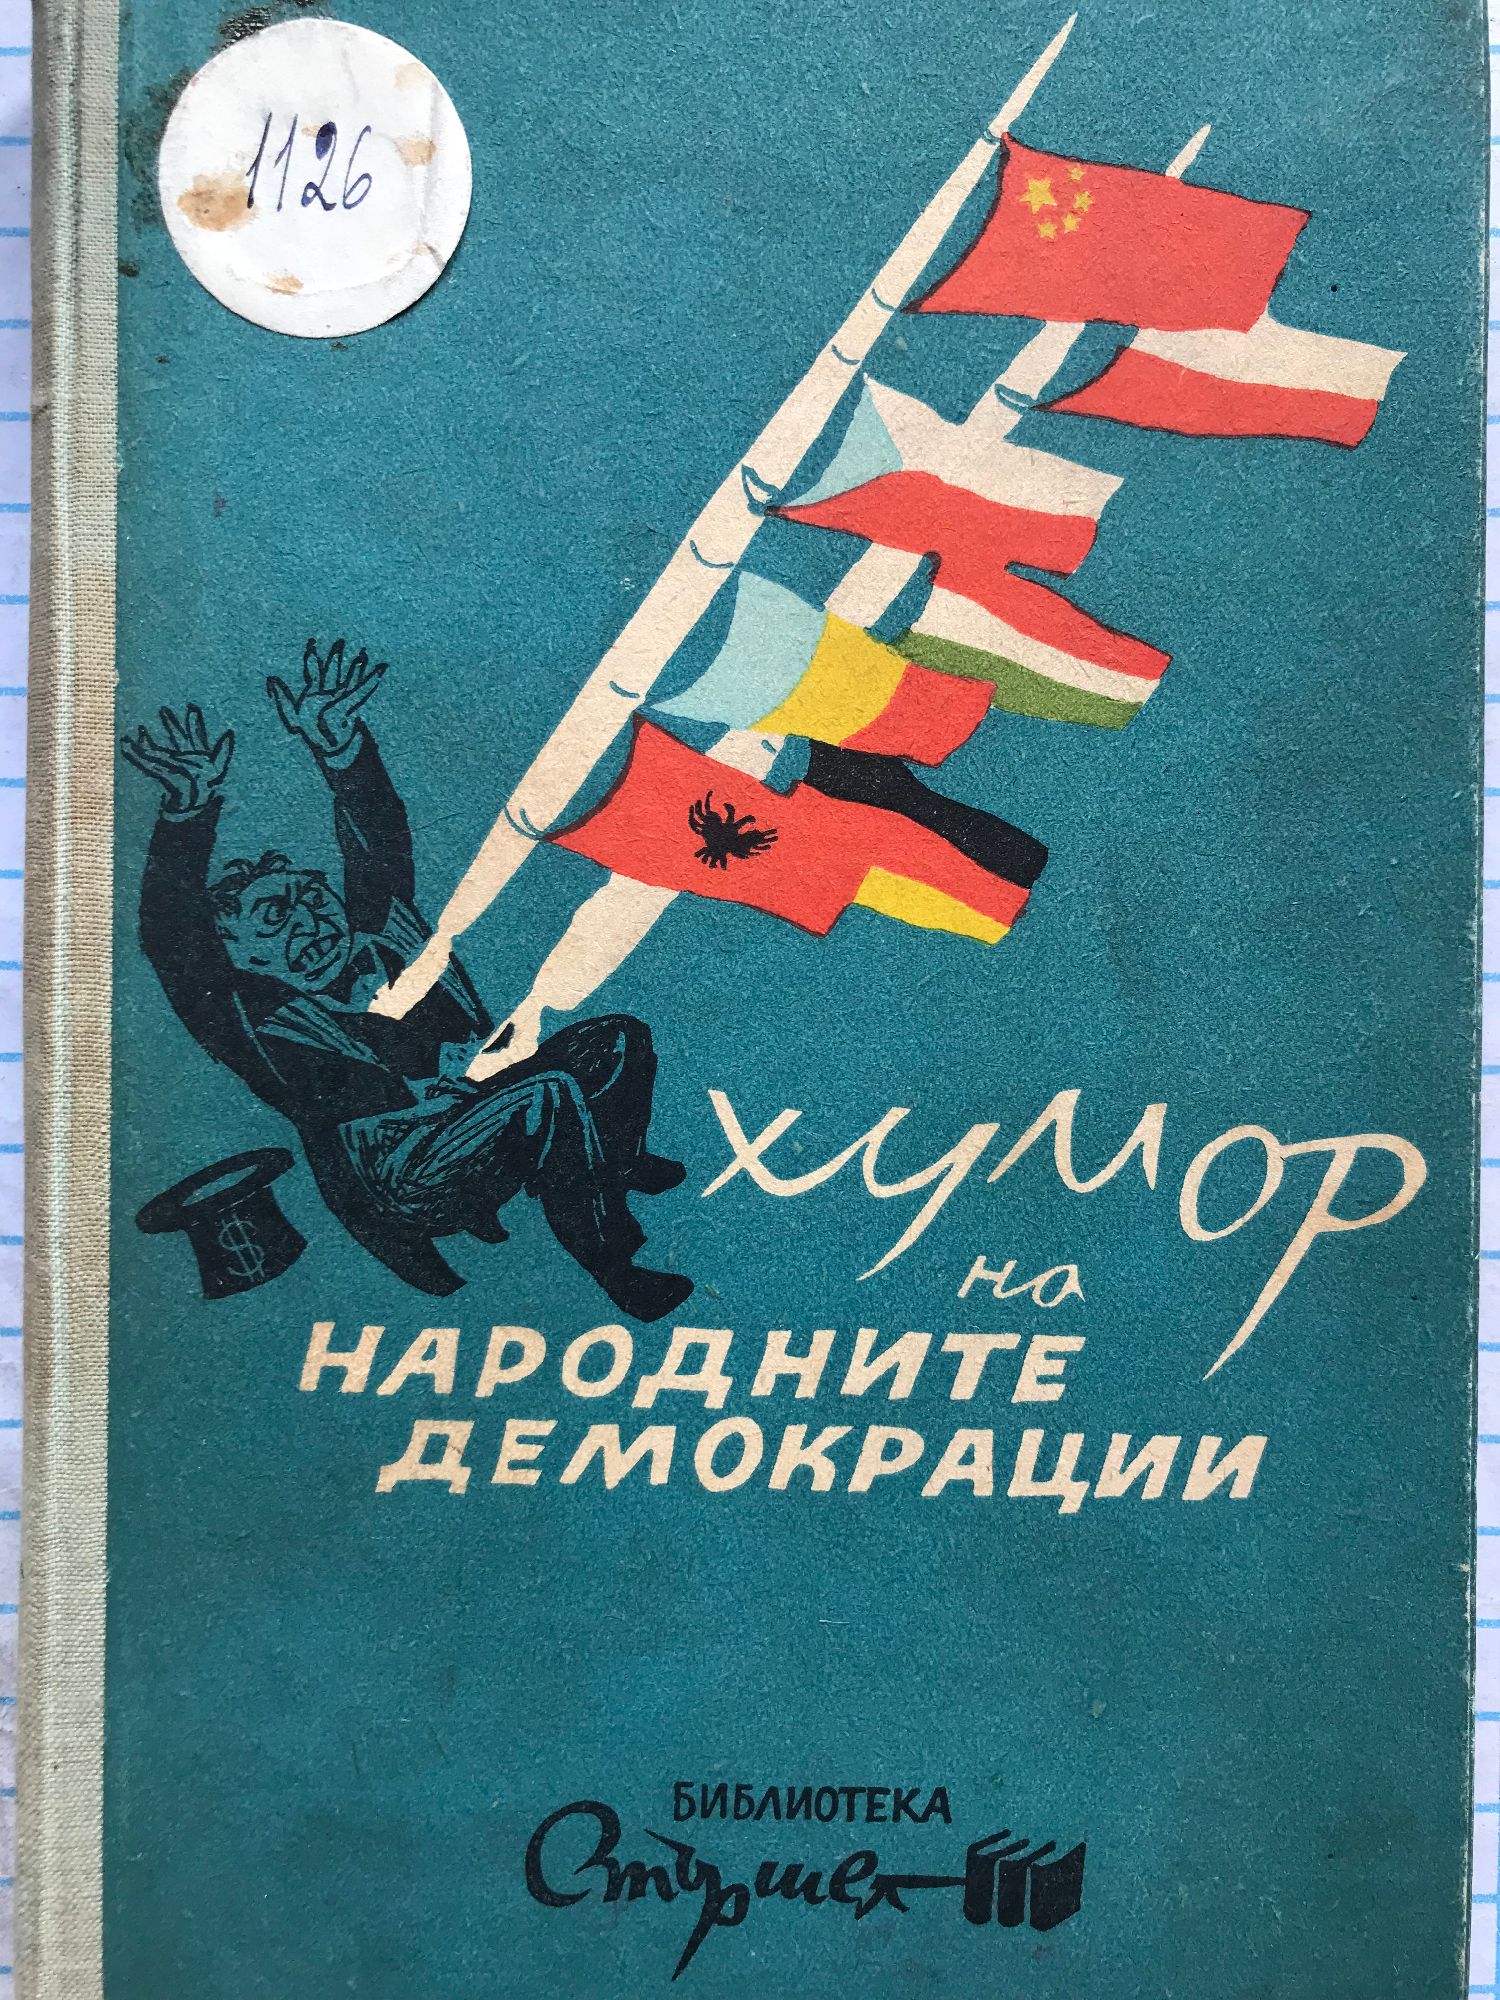 1126
хумор
на
НАРОДНИТЕ
ДЕМОКРАЦИИ
$
БИБЛИОТЕКА
Стършел